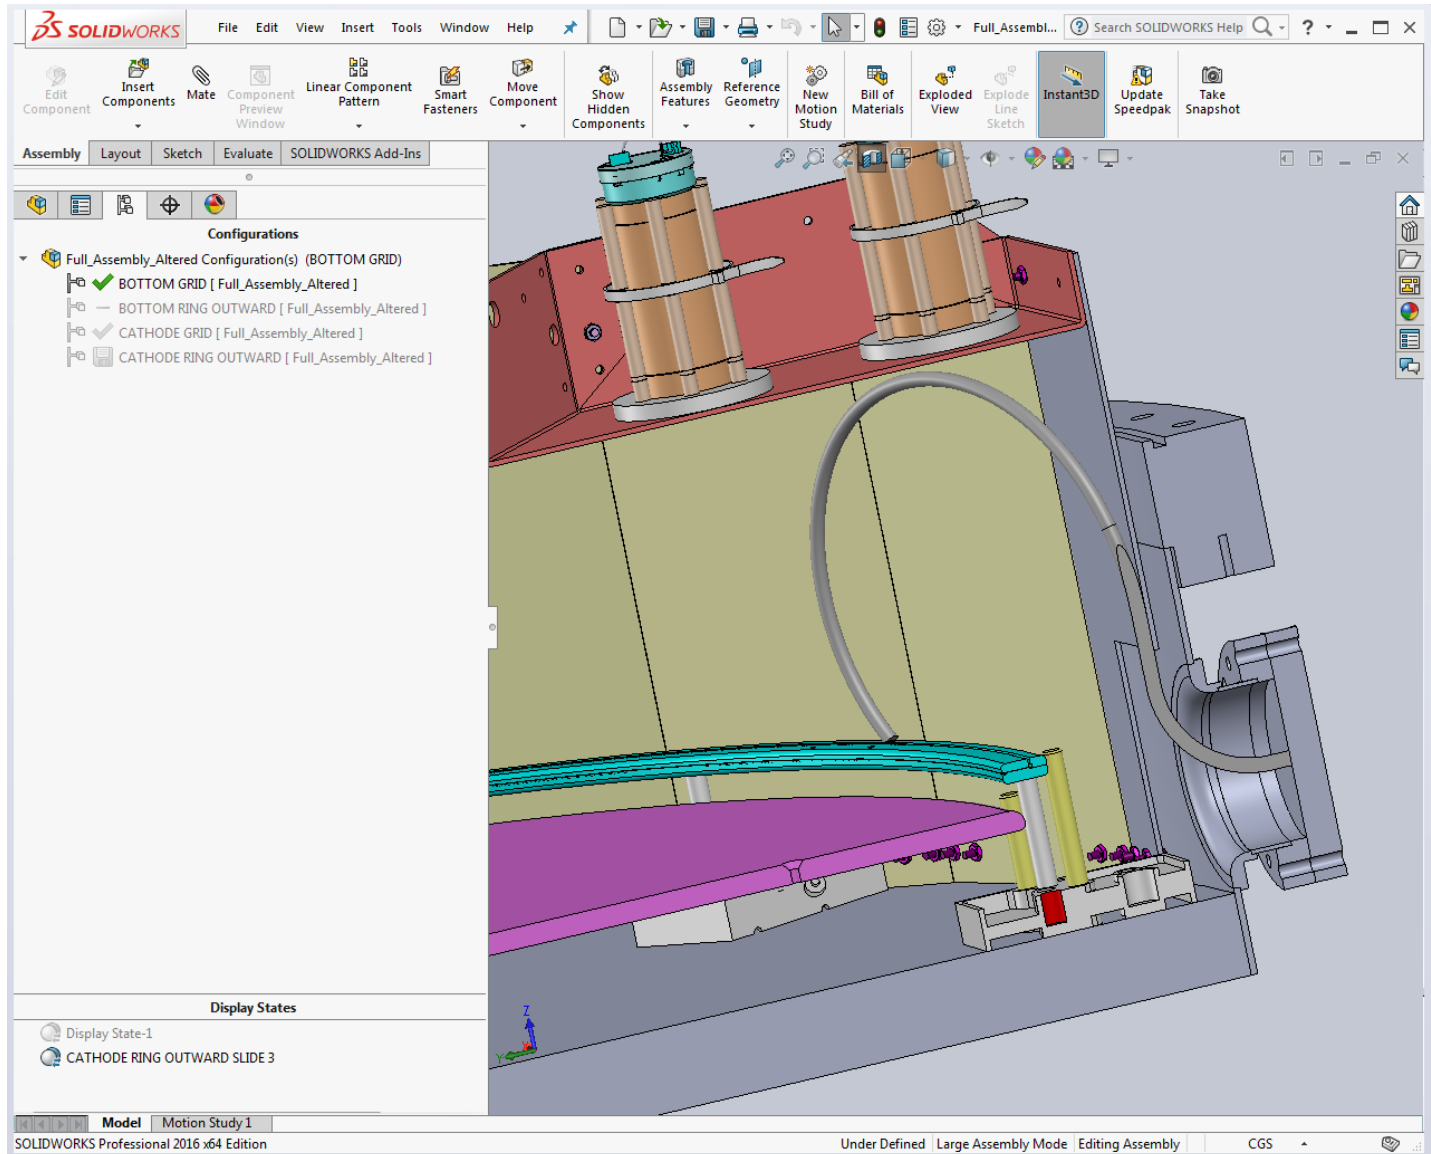 SOLIDWORKS File Edit View Insert Tools Window Help Full_Assembl... Search SOLIDWORKS Help ?
Edit Component
Insert Components
Mate
Component Preview Window
Linear Component Pattern
Smart Fasteners
Move Component
Show Hidden Components
Assembly Features
Reference Geometry
New Motion Study
Bill of Materials
Exploded View
Explode Line Sketch
Instant3D
Update Speedpak
Take Snapshot
Assembly Layout Sketch Evaluate SOLIDWORKS Add-Ins
Configurations
Full_Assembly_Altered Configuration(s) (BOTTOM GRID)
BOTTOM GRID [ Full_Assembly_Altered ]
BOTTOM RING OUTWARD [ Full_Assembly_Altered ]
CATHODE GRID [ Full_Assembly_Altered ]
CATHODE RING OUTWARD [ Full_Assembly_Altered ]
Display States
Display State-1
CATHODE RING OUTWARD SLIDE 3
Z
Y
Model Motion Study 1
SOLIDWORKS Professional 2016 x64 Edition Under Defined Large Assembly Mode Editing Assembly CGS